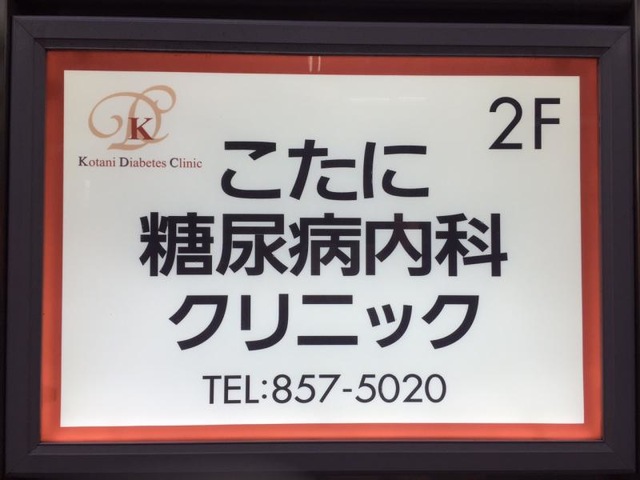 K
Kotani Diabetes Clinic
2F
こたに
糖尿病内科
クリニック
TEL:857-5020